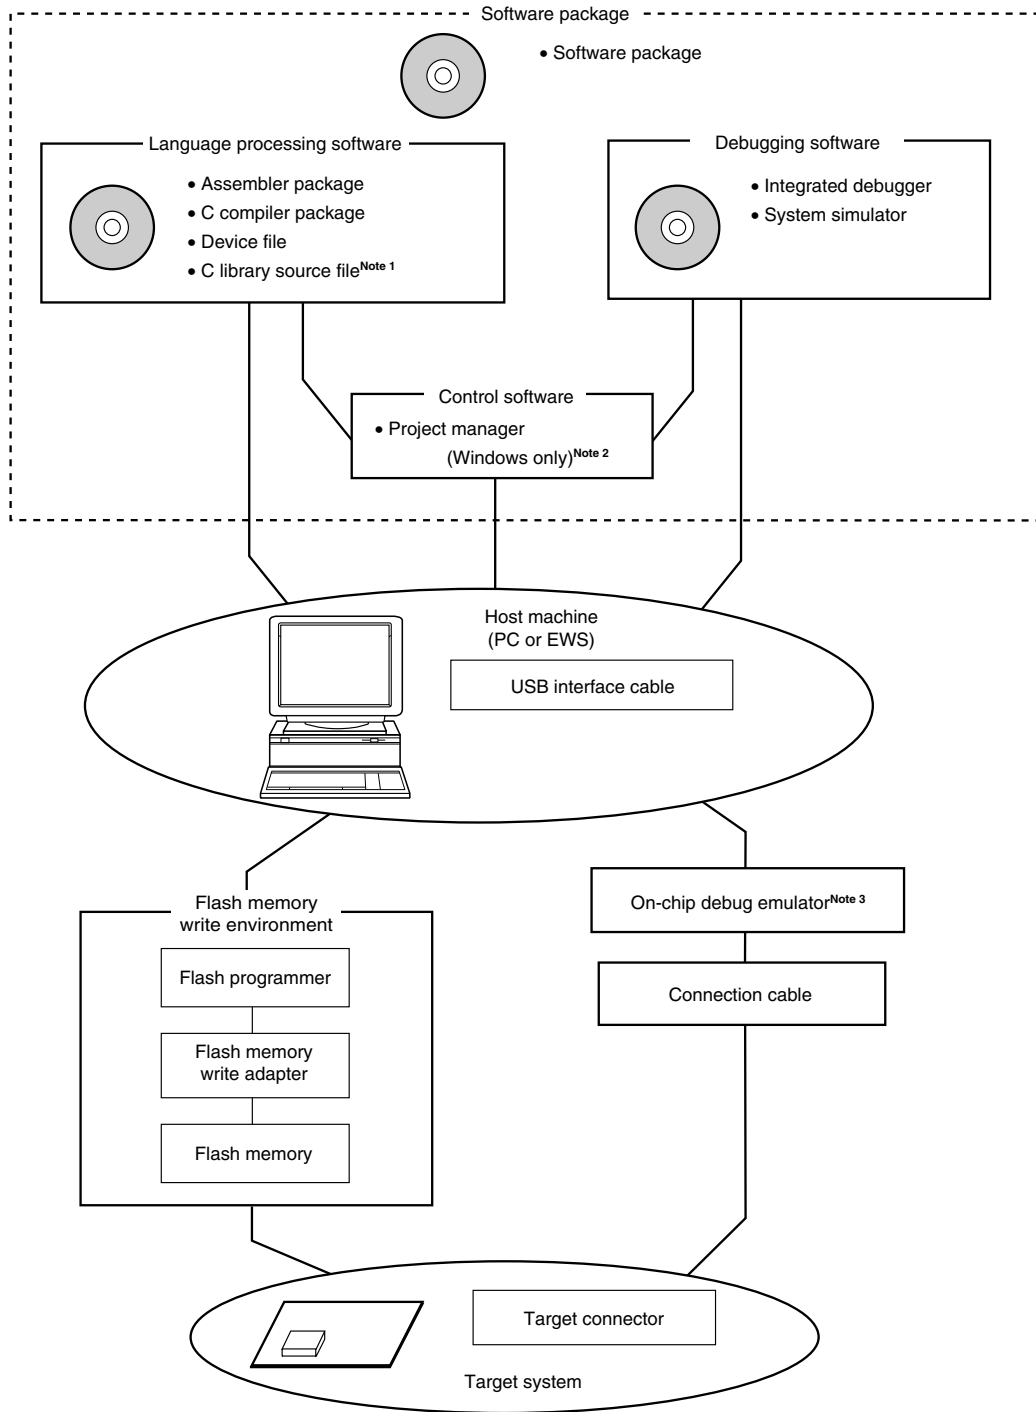 Software package
• Software package
Language processing software
• Assembler package
• C compiler package
• Device file
• C library source file Note 1
Debugging software
• Integrated debugger
• System simulator
Control software
• Project manager
(Windows only) Note 2
Host machine
(PC or EWS)
USB interface cable
Flash memory
write environment
Flash programmer
Flash memory
write adapter
Flash memory
On-chip debug emulator Note 3
Connection cable
Target connector
Target system